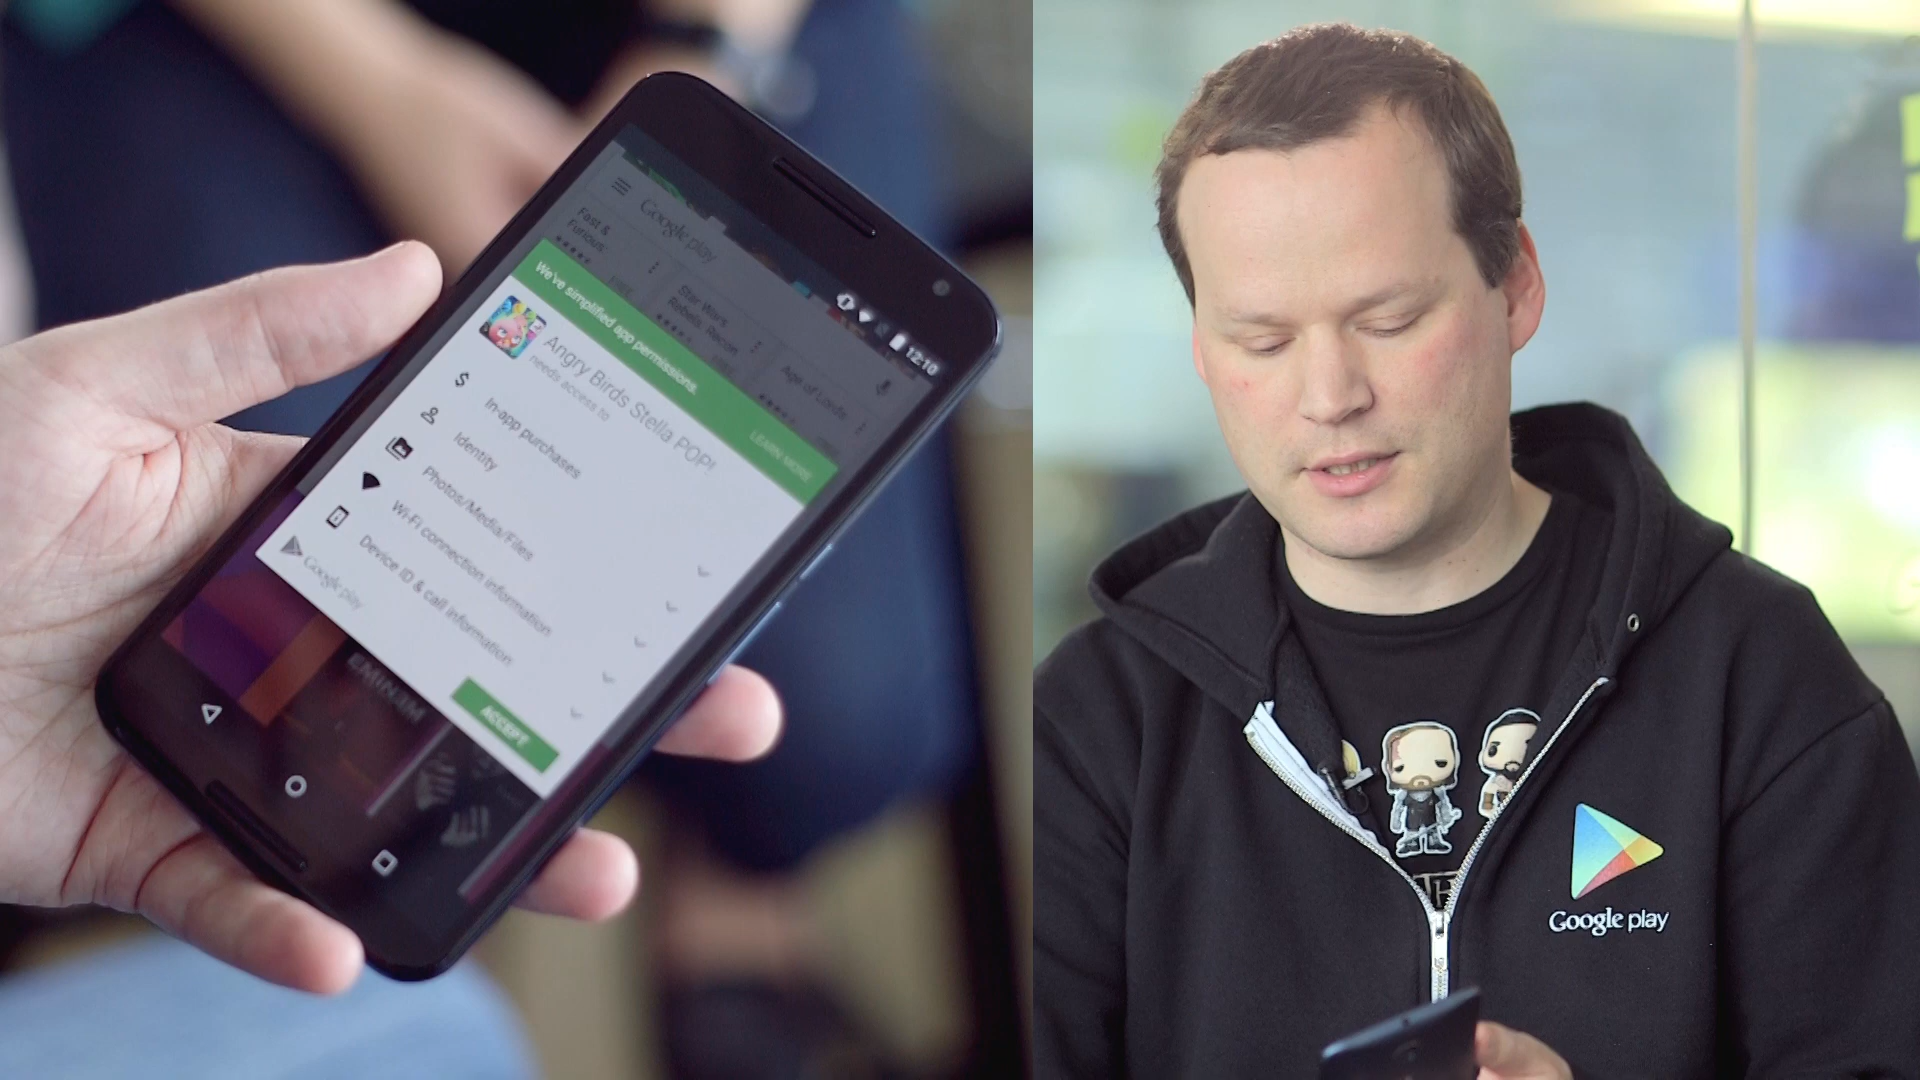 12:10
Google play
Fast &
Furious:
FREE
Star Wars
Rebels: Recon
Age of Lords
We've simplified app permissions.
LEARN MORE
Angry Birds Stella POP!
needs access to
In-app purchases
Identity
Photos/Media/Files
Wi-Fi connection information
Device ID & call information
Google play
ACCEPT
EMINEM
Google play